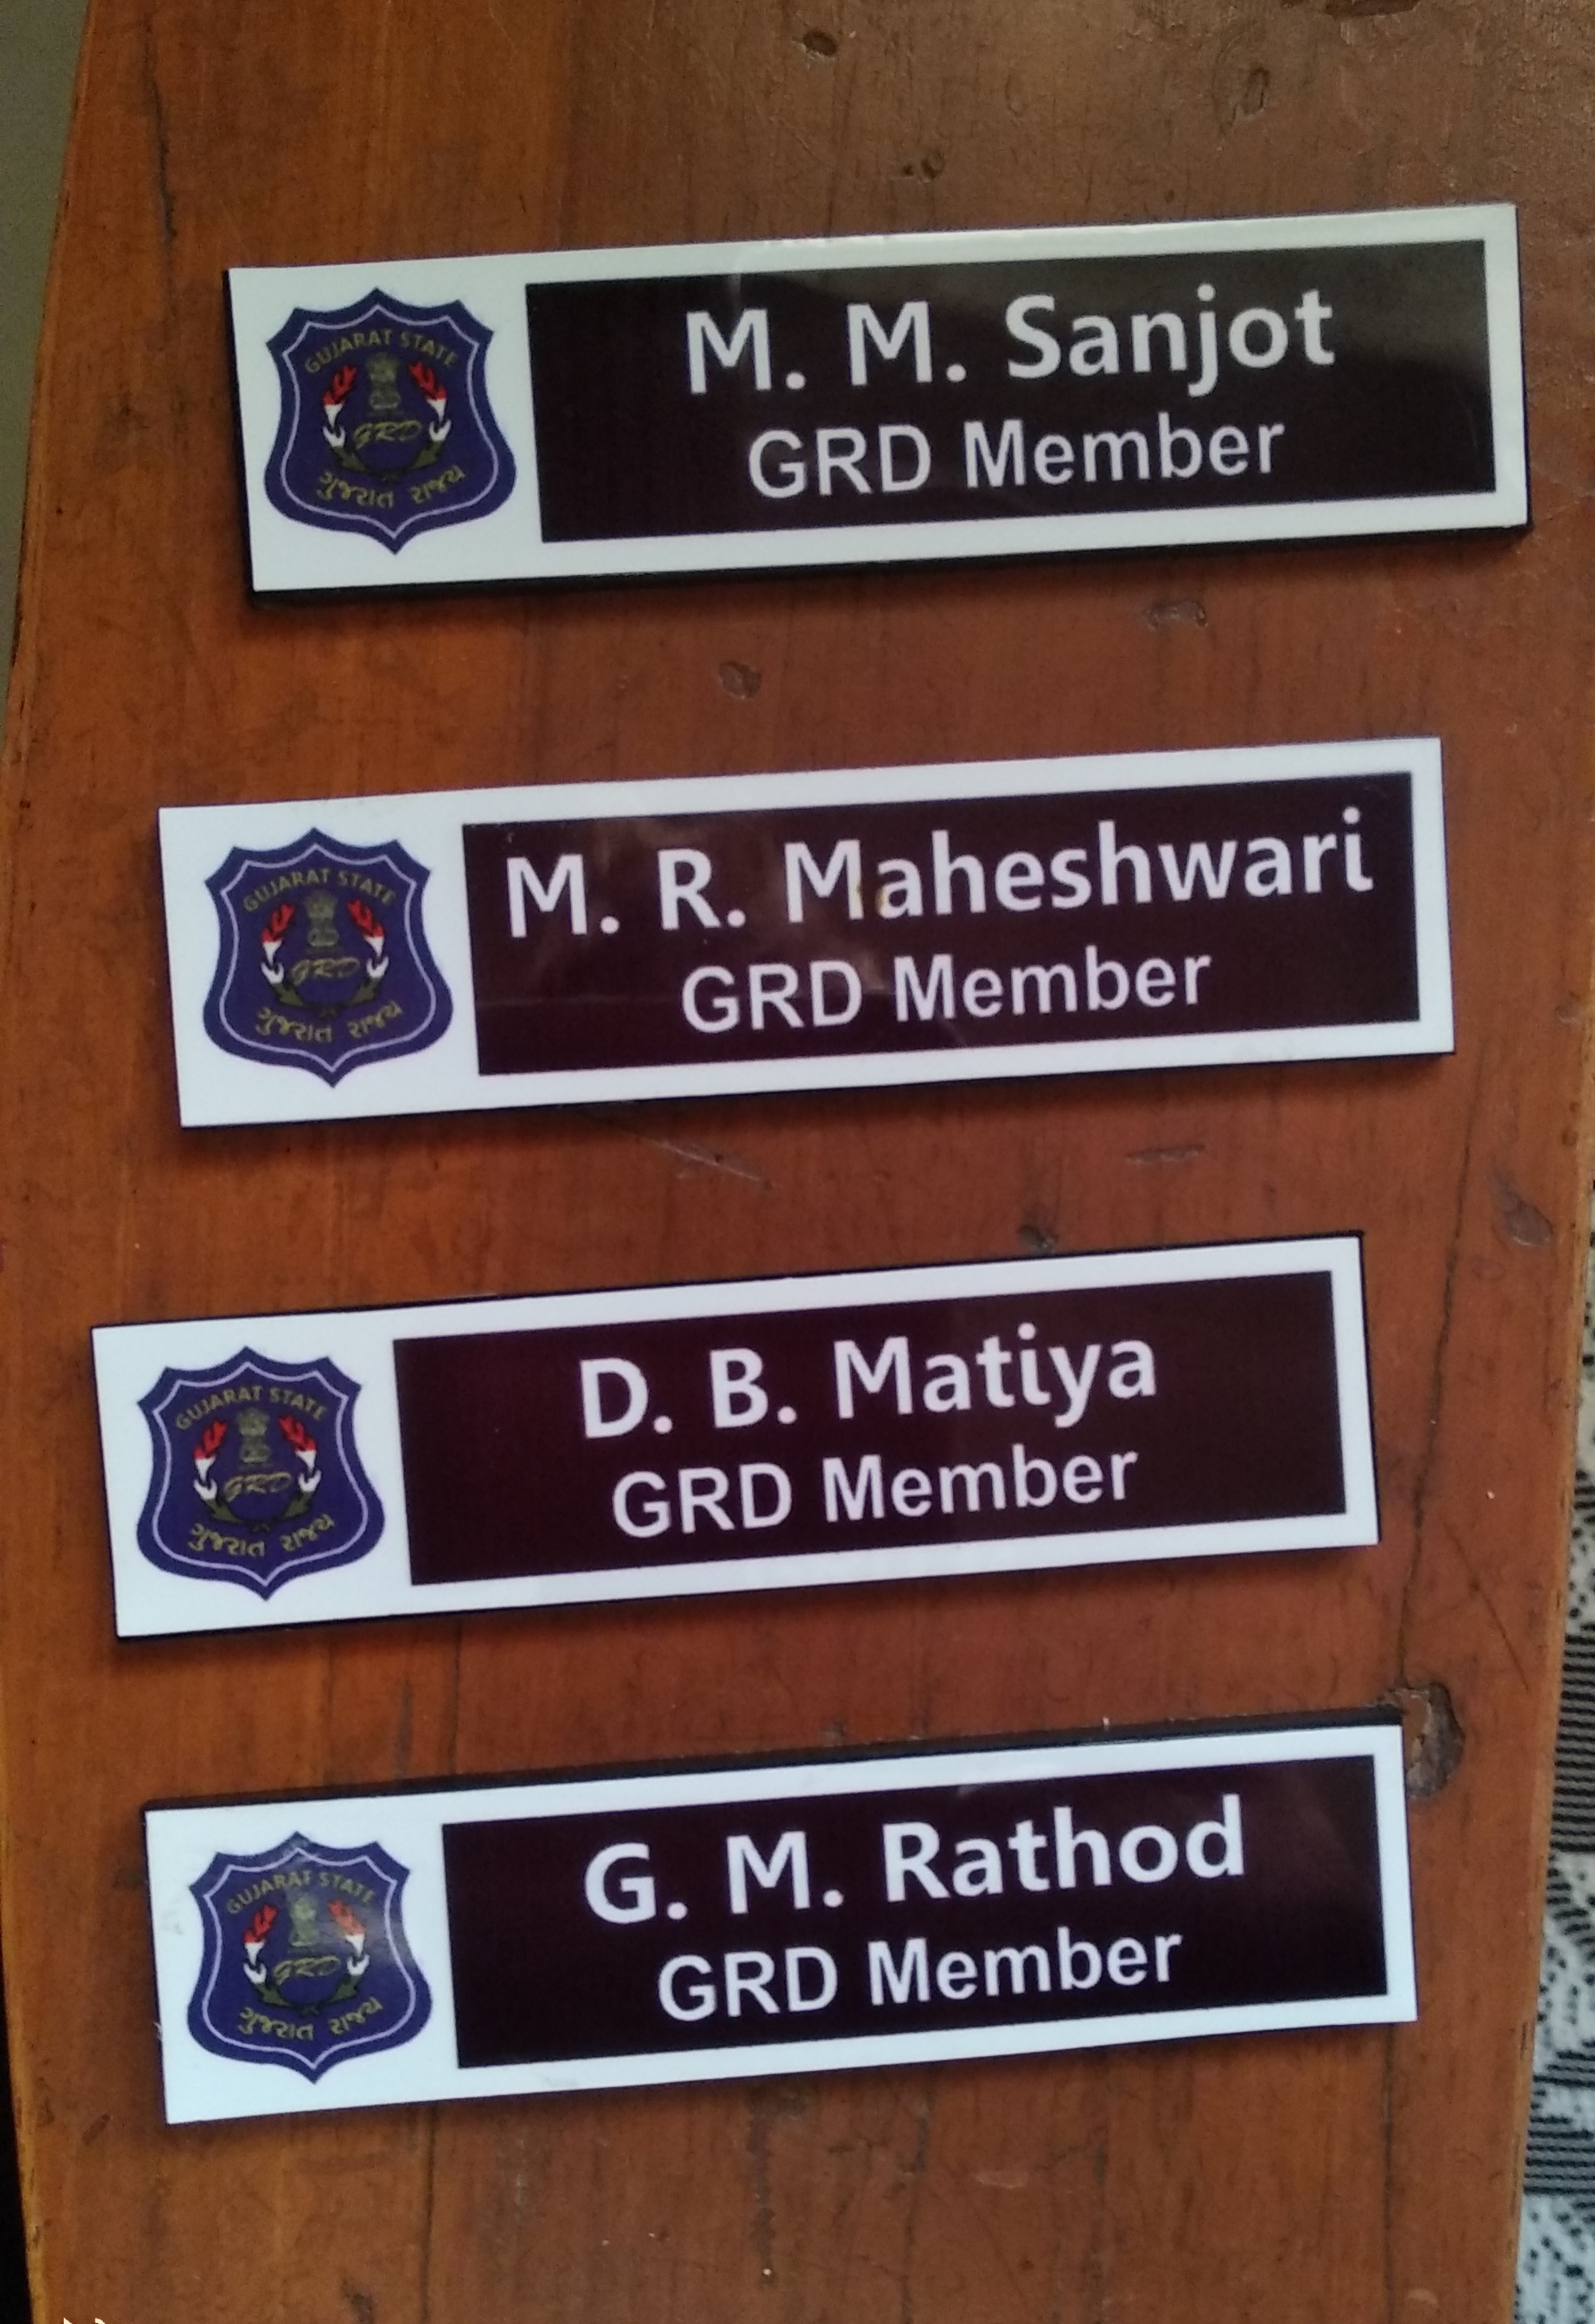 GUJARAT STATE
GRD
ગુજરાત રાજ્ય
M. M. Sanjot
GRD Member
GUJARAT STATE
GRD
ગુજરાત રાજ્ય
M. R. Maheshwari
GRD Member
GUJARAT STATE
GRD
ગુજરાત રાજ્ય
D. B. Matiya
GRD Member
GUJARAT STATE
GRD
ગુજરાત રાજ્ય
G. M. Rathod
GRD Member